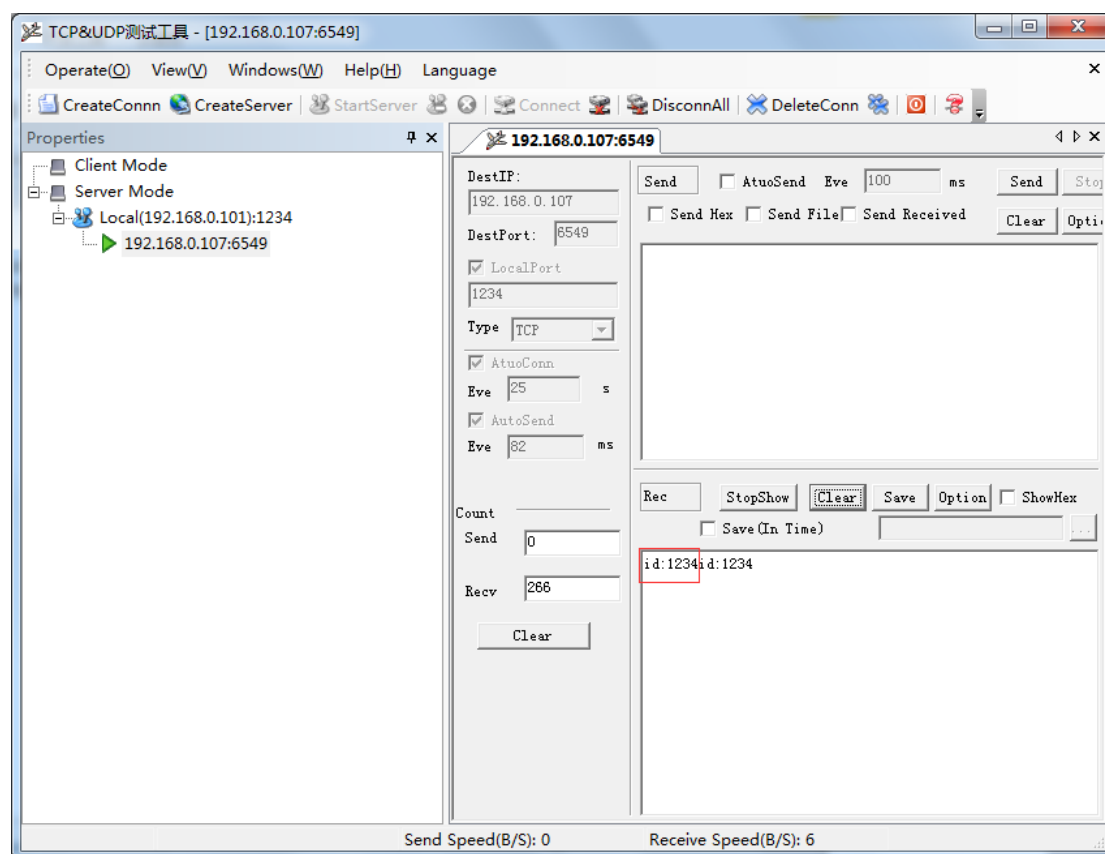 TCP&UDP测试工具 - [192.168.0.107:6549]
Operate(O) View(V) Windows(W) Help(H) Language
CreateConnn CreateServer StartServer Connect DisconnAll DeleteConn
Properties
192.168.0.107:6549
Client Mode
Server Mode
Local(192.168.0.101):1234
192.168.0.107:6549
DestIP:
192.168.0.107
DestPort: 6549
LocalPort
1234
Type TCP
AtuoConn
Eve 25 s
AutoSend
Eve 82 ms
Count
Send 0
Recv 266
Clear
Send AtuoSend Eve 100 ms Send Stop
Send Hex Send File Send Received Clear Opti
Rec StopShow Clear Save Option ShowHex
Save(In Time) ...
id:1234id:1234
Send Speed(B/S): 0 Receive Speed(B/S): 6